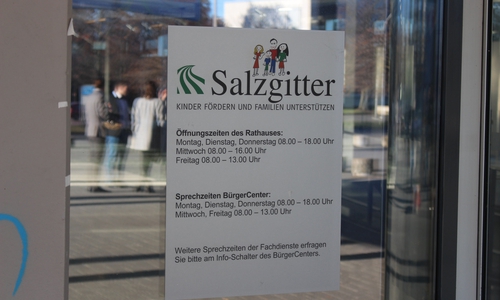 Salzgitter
KINDER FÖRDERN UND FAMILIEN UNTERSTÜTZEN
Öffnungszeiten des Rathauses:
Montag, Dienstag, Donnerstag 08.00 – 18.00 Uhr
Mittwoch 08.00 – 16.00 Uhr
Freitag 08.00 – 13.00 Uhr
Sprechzeiten BürgerCenter:
Montag, Dienstag, Donnerstag 08.00 – 18.00 Uhr
Mittwoch, Freitag 08.00 – 13.00 Uhr
Weitere Sprechzeiten der Fachdienste erfragen
Sie bitte am Info-Schalter des BürgerCenters.